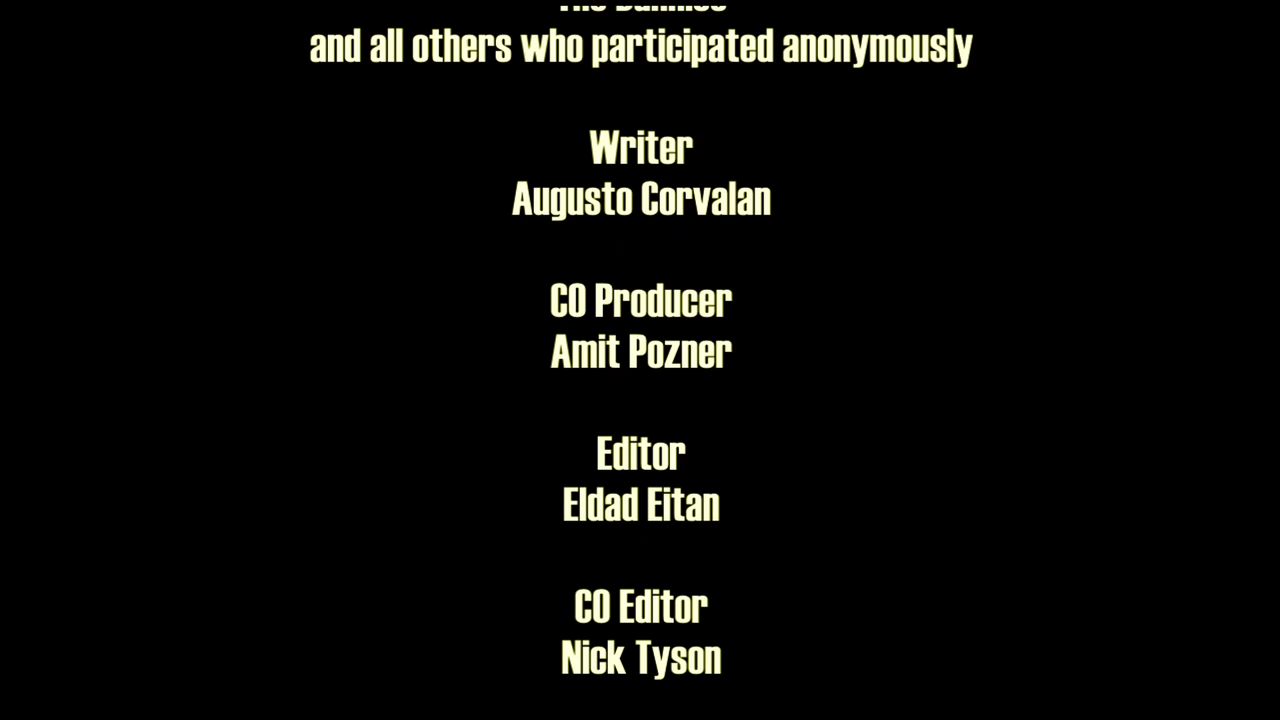 and all others who participated anonymously
Writer
Augusto Corvalan
CO Producer
Amit Pozner
Editor
Eldad Eitan
CO Editor
Nick Tyson